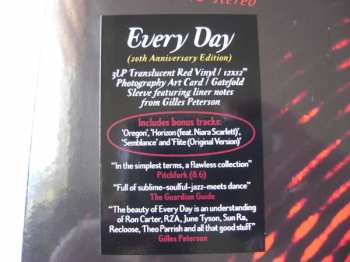 Stereo
Every Day
(20th Anniversary Edition)
3LP Translucent Red Vinyl / 12x12"
Photography Art Card / Gatefold
Sleeve featuring liner notes
from Gilles Peterson
Includes bonus tracks:
'Oregon', 'Horizon (feat. Niara Scarlett)',
'Semblance' and 'Flite (Original Version)'
"In the simplest terms, a flawless collection"
Pitchfork (8.6)
"Full of sublime-soulful-jazz-meets dance"
The Guardian Guide
"The beauty of Every Day is an understanding
of Ron Carter, RZA, June Tyson, Sun Ra,
Recloose, Theo Parrish and all that good stuff"
Gilles Peterson